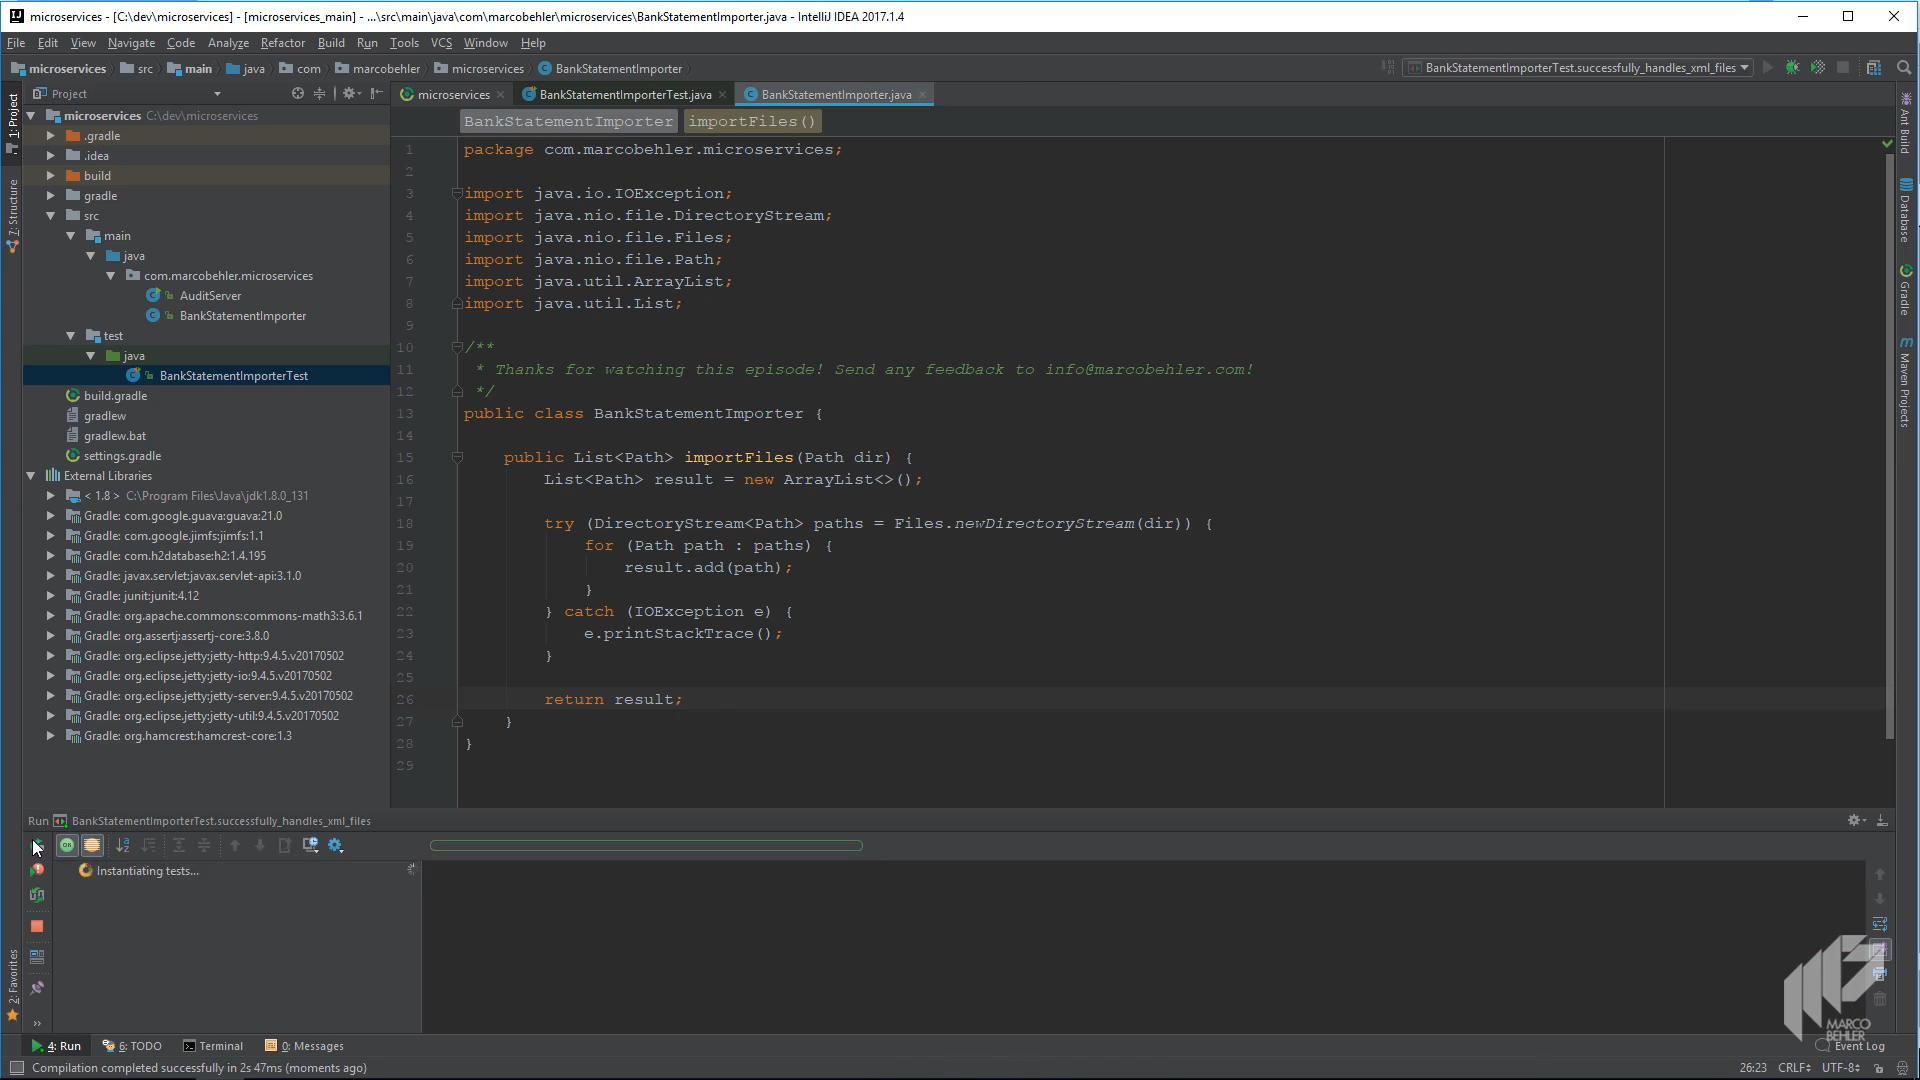 microservices - [C:\dev\microservices] - [microservices_main] - ...\src\main\java\com\marcobehler\microservices\BankStatementImporter.java - IntelliJ IDEA 2017.1.4
File Edit View Navigate Code Analyze Refactor Build Run Tools VCS Window Help
microservices src main java com marcobehler microservices BankStatementImporter BankStatementImporterTest.successfully_handles_xml_files
Project
microservices BankStatementImporterTest.java BankStatementImporter.java
BankStatementImporter importFiles()
1: Project
7: Structure
2: Favorites
microservices C:\dev\microservices
.gradle
.idea
build
gradle
src
main
java
com.marcobehler.microservices
AuditServer
BankStatementImporter
test
java
BankStatementImporterTest
build.gradle
gradlew
gradlew.bat
settings.gradle
External Libraries
< 1.8 > C:\Program Files\Java\jdk1.8.0_131
Gradle: com.google.guava:guava:21.0
Gradle: com.google.jimfs:jimfs:1.1
Gradle: com.h2database:h2:1.4.195
Gradle: javax.servlet:javax.servlet-api:3.1.0
Gradle: junit:junit:4.12
Gradle: org.apache.commons:commons-math3:3.6.1
Gradle: org.assertj:assertj-core:3.8.0
Gradle: org.eclipse.jetty:jetty-http:9.4.5.v20170502
Gradle: org.eclipse.jetty:jetty-io:9.4.5.v20170502
Gradle: org.eclipse.jetty:jetty-server:9.4.5.v20170502
Gradle: org.eclipse.jetty:jetty-util:9.4.5.v20170502
Gradle: org.hamcrest:hamcrest-core:1.3
1 package com.marcobehler.microservices;
2
3 import java.io.IOException;
4 import java.nio.file.DirectoryStream;
5 import java.nio.file.Files;
6 import java.nio.file.Path;
7 import java.util.ArrayList;
8 import java.util.List;
9
10 /**
11 * Thanks for watching this episode! Send any feedback to info@marcobehler.com!
12 */
13 public class BankStatementImporter {
14
15 public List<Path> importFiles(Path dir) {
16 List<Path> result = new ArrayList<>();
17
18 try (DirectoryStream<Path> paths = Files.newDirectoryStream(dir)) {
19 for (Path path : paths) {
20 result.add(path);
21 }
22 } catch (IOException e) {
23 e.printStackTrace();
24 }
25
26 return result;
27 }
28 }
29
Ant Build
Database
Gradle
Maven Projects
Run BankStatementImporterTest.successfully_handles_xml_files
OK
Instantiating tests...
MARCO
BEHLER
4: Run 6: TODO Terminal 0: Messages Event Log
Compilation completed successfully in 2s 47ms (moments ago) 26:23 CRLF UTF-8